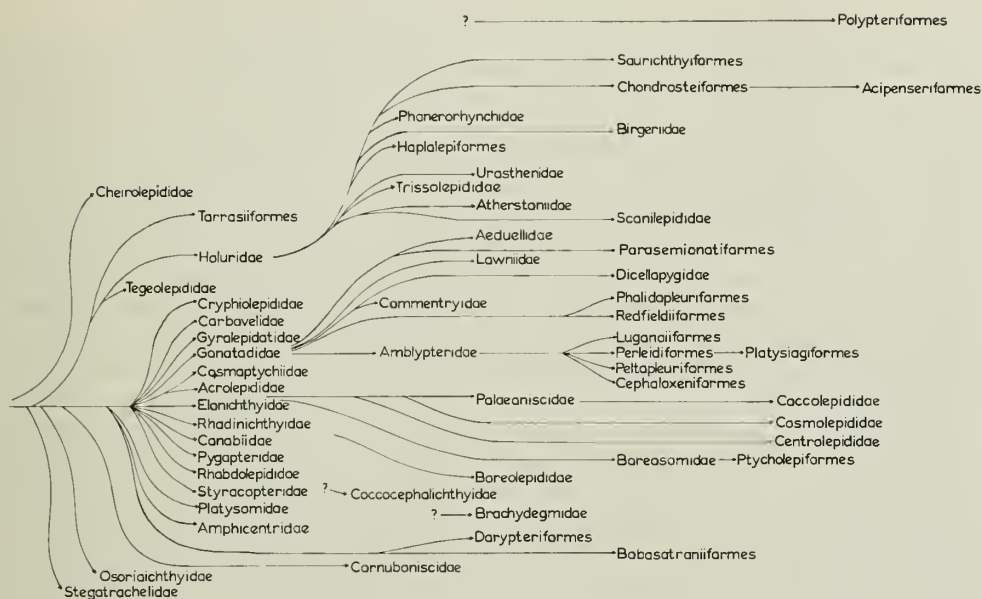 ? Polypteriformes
Saurichthyiformes
Chondrosteiformes Acipenseriformes
Phanerorhynchidae
Birgeriidae
Haplolepiformes
Urosthenidae
Cheirolepididae
Trissolepididae
Atherstoniidae
Tarrasiiformes
Scanilepididae
Aeduellidae
Parasemionotiformes
Holuridae
Lawniidae
Dicellopygidae
Tegeolepididae
Cryphiolepididae
Commentryidae
Pholidopleuriformes
Redfieldiiformes
Carbovelidae
Gyrolepidotidae
Luganoiiformes
Gonatodidae
Amblypteridae
Perleidiformes Platysiagiformes
Cosmoptychiidae
Peltopleuriformes
Acrolepididae
Cephaloxeniformes
Elonichthyidae
Palaeoniscidae
Coccolepididae
Rhadinichthyidae
Cosmolepididae
Canobiidae
Centrolepididae
Pygopteridae
Boreosomidae Ptycholepiformes
Rhabdolepididae
Boreolepididae
Styracopteridae
? Coccocephalichthyidae
Platysomidae
? Brachydegmidae
Amphicentridae
Dorypteriformes
Bobasatraniiformes
Cornuboniscidae
Osorioichthyidae
Stegotrachelidae